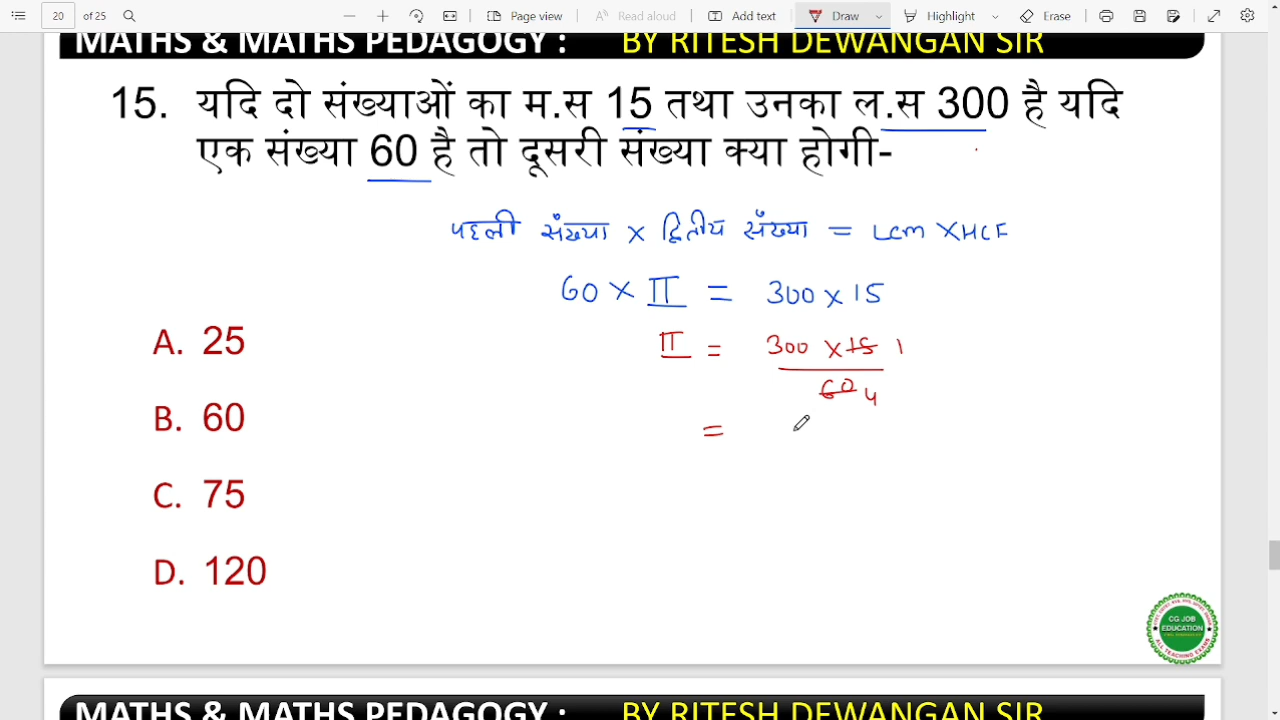 20 of 25 Page view Read aloud Add text Draw Highlight Erase
MATHS & MATHS PEDAGOGY : BY RITESH DEWANGAN SIR
15. यदि दो संख्याओं का म.स 15 तथा उनका ल.स 300 है यदि
एक संख्या 60 है तो दूसरी संख्या क्या होगी-
पहली संख्या × द्वितीय संख्या = LCM × HCF
60 × II = 300 × 15
II = 300 × 15 1
60 4
=
A. 25
B. 60
C. 75
D. 120
CG JOB
EDUCATION
MATHS & MATHS PEDAGOGY : BY RITESH DEWANGAN SIR